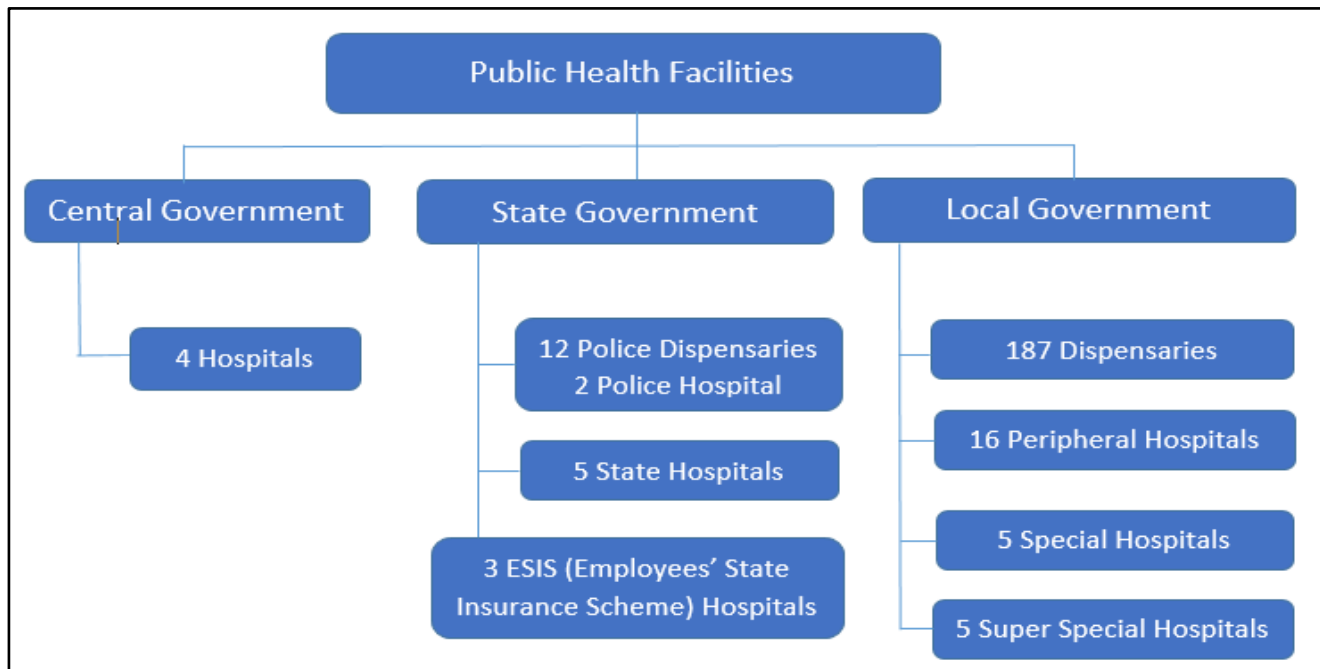 Public Health Facilities
Central Government
State Government
Local Government
4 Hospitals
12 Police Dispensaries
2 Police Hospital
5 State Hospitals
3 ESIS (Employees’ State
Insurance Scheme) Hospitals
187 Dispensaries
16 Peripheral Hospitals
5 Special Hospitals
5 Super Special Hospitals